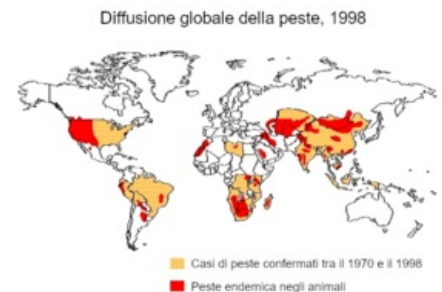 Diffusione globale della peste, 1998
Casi di peste confermati tra il 1970 e il 1998
Peste endemica negli animali